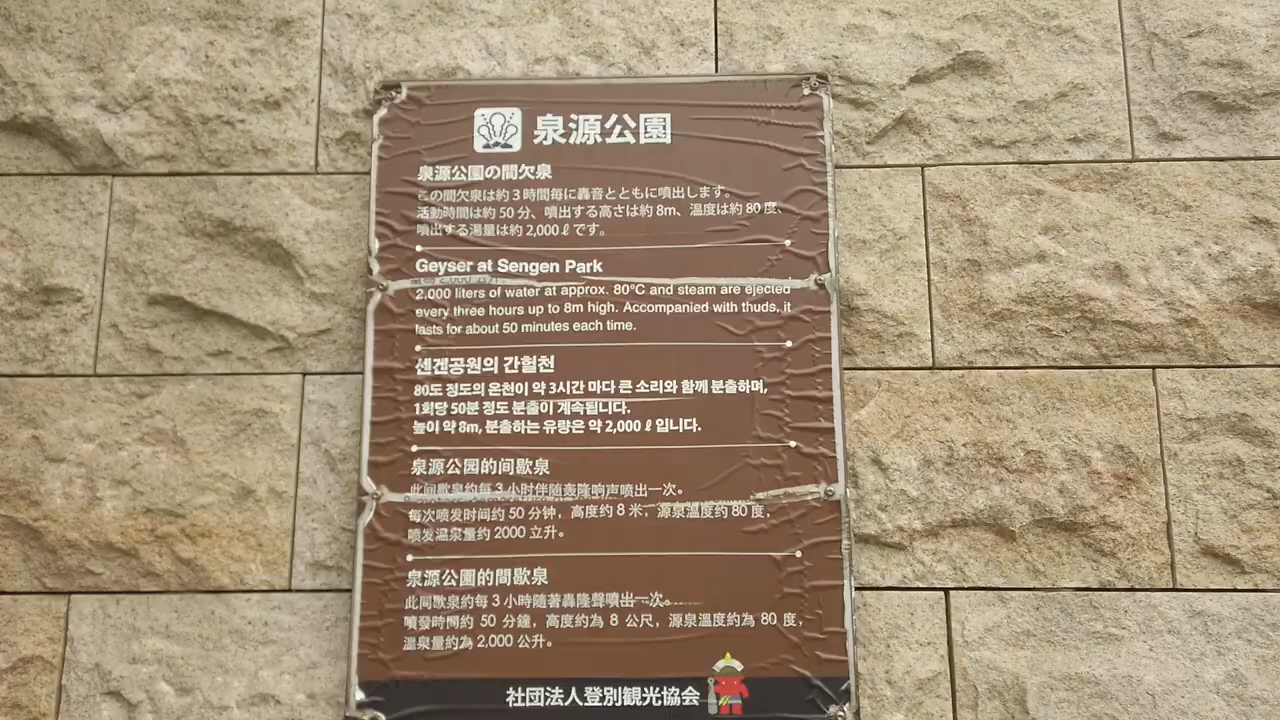 泉源公園
泉源公園の間欠泉
この間欠泉は約3時間毎に轟音とともに噴出します。
活動時間は約50分、噴出する高さは約8m、温度は約80度、
噴出する湯量は約2,000ℓです。
Geyser at Sengen Park
2,000 liters of water at approx. 80°C and steam are ejected
every three hours up to 8m high. Accompanied with thuds, it
lasts for about 50 minutes each time.
센겐공원의 간헐천
80도 정도의 온천이 약 3시간 마다 큰 소리와 함께 분출하며,
1회당 50분 정도 분출이 계속됩니다.
높이 약 8m, 분출하는 유량은 약 2,000 ℓ 입니다.
泉源公园的间歇泉
此间歇泉约每3小时伴随轰隆响声喷出一次。
每次喷发时间约50分钟，高度约8米，源泉温度约80度，
喷发温泉量约2000立升。
泉源公園的間歇泉
此间歇泉約每3小時隨著轟隆聲噴出一次。
噴發時間約 50 分鐘，高度約為 8 公尺，源泉溫度約為 80 度，
溫泉量約為 2,000 公升。
社団法人登別観光協会